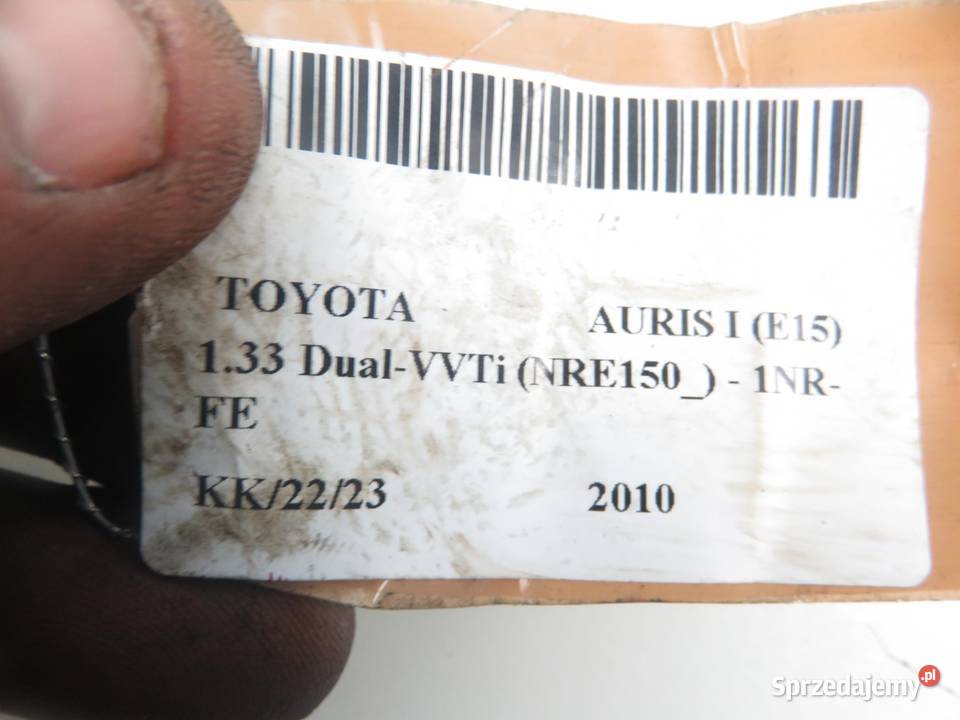 TOYOTA AURIS I (E15)
1.33 Dual-VVTi (NRE150_) - 1NR-
FE
KK/22/23 2010
Sprzedajemy.pl